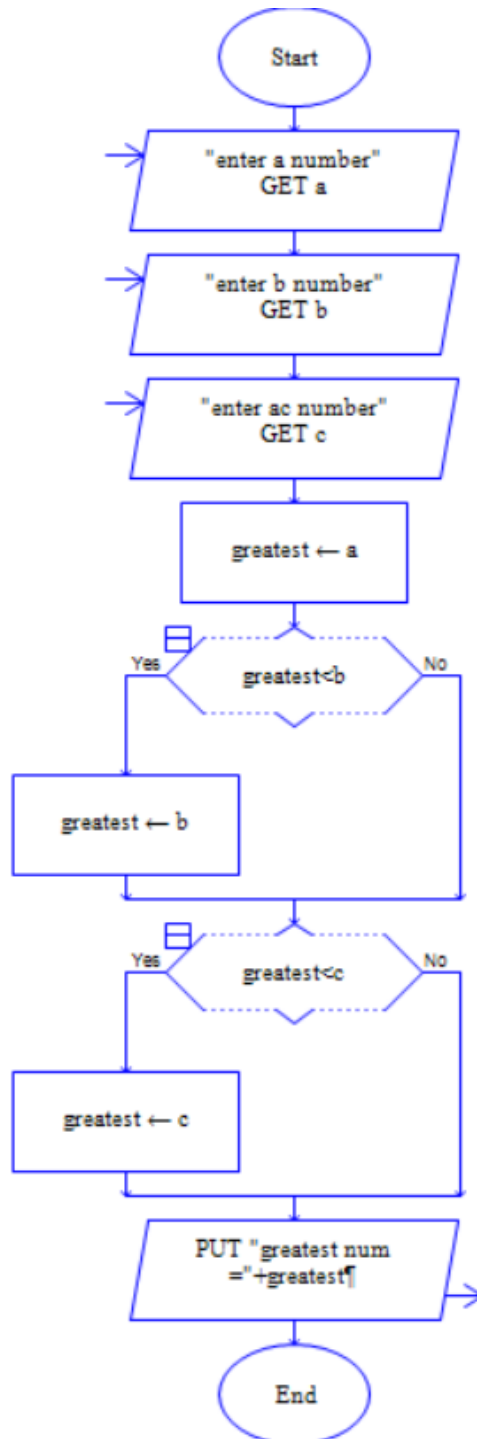 Start
"enter a number"
GET a
"enter b number"
GET b
"enter ac number"
GET c
greatest ← a
Yes
greatest<b
No
greatest ← b
Yes
greatest<c
No
greatest ← c
PUT "greatest num
="+greatest¶
End